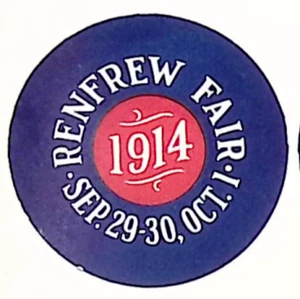 RENFREW FAIR
1914
· SEP. 29-30, OCT. 1 ·